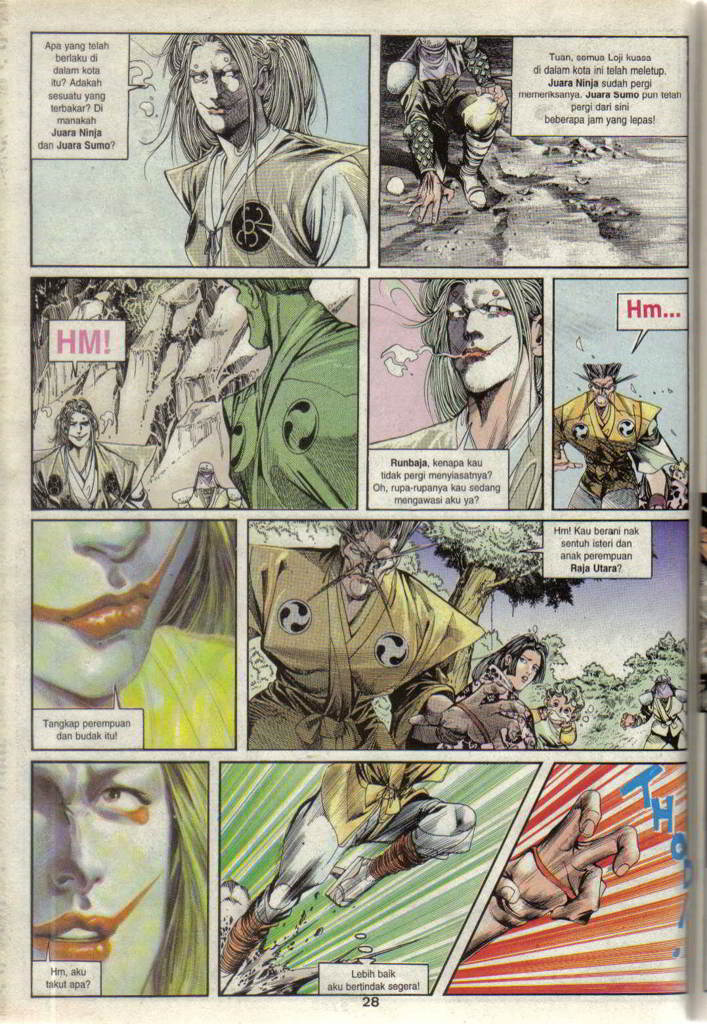 Apa yang telah
berlaku di
dalam kota
itu? Adakah
sesuatu yang
terbakar? Di
manakah
Juara Ninja
dan Juara Sumo?
Tuan, semua Loji kuasa
di dalam kota ini telah meletup.
Juara Ninja sudah pergi
memeriksanya. Juara Sumo pun telah
pergi dari sini
beberapa jam yang lepas!
HM!
Runbaja, kenapa kau
tidak pergi menyiasatnya?
Oh, rupa-rupanya kau sedang
mengawasi aku ya?
Hm...
Tangkap perempuan
dan budak itu!
Hm! Kau berani nak
sentuh isteri dan
anak perempuan
Raja Utara?
Hm, aku
takut apa?
Lebih baik
aku bertindak segera!
THOD!
28